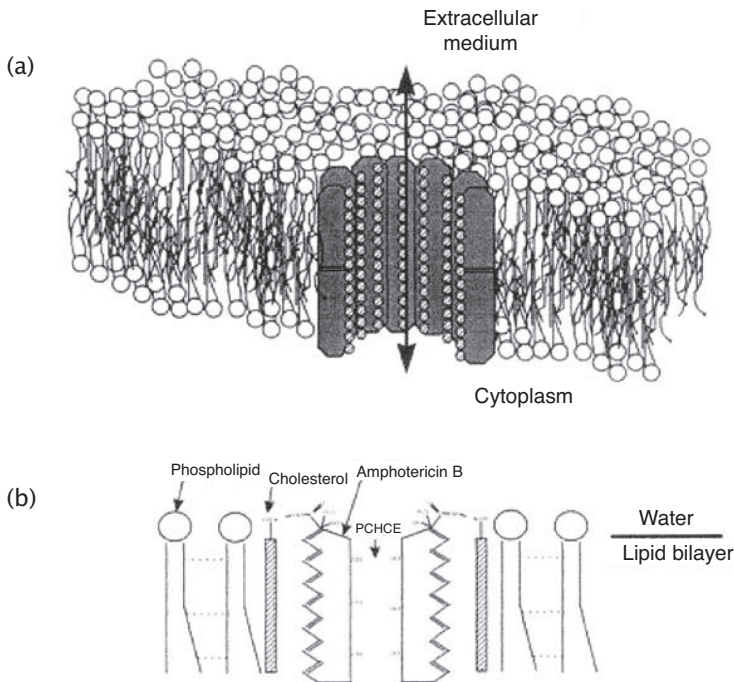 Extracellular
medium
(a)
Cytoplasm
(b)
Phospholipid
Cholesterol
Amphotericin B
PCHCE
Water
Lipid bilayer